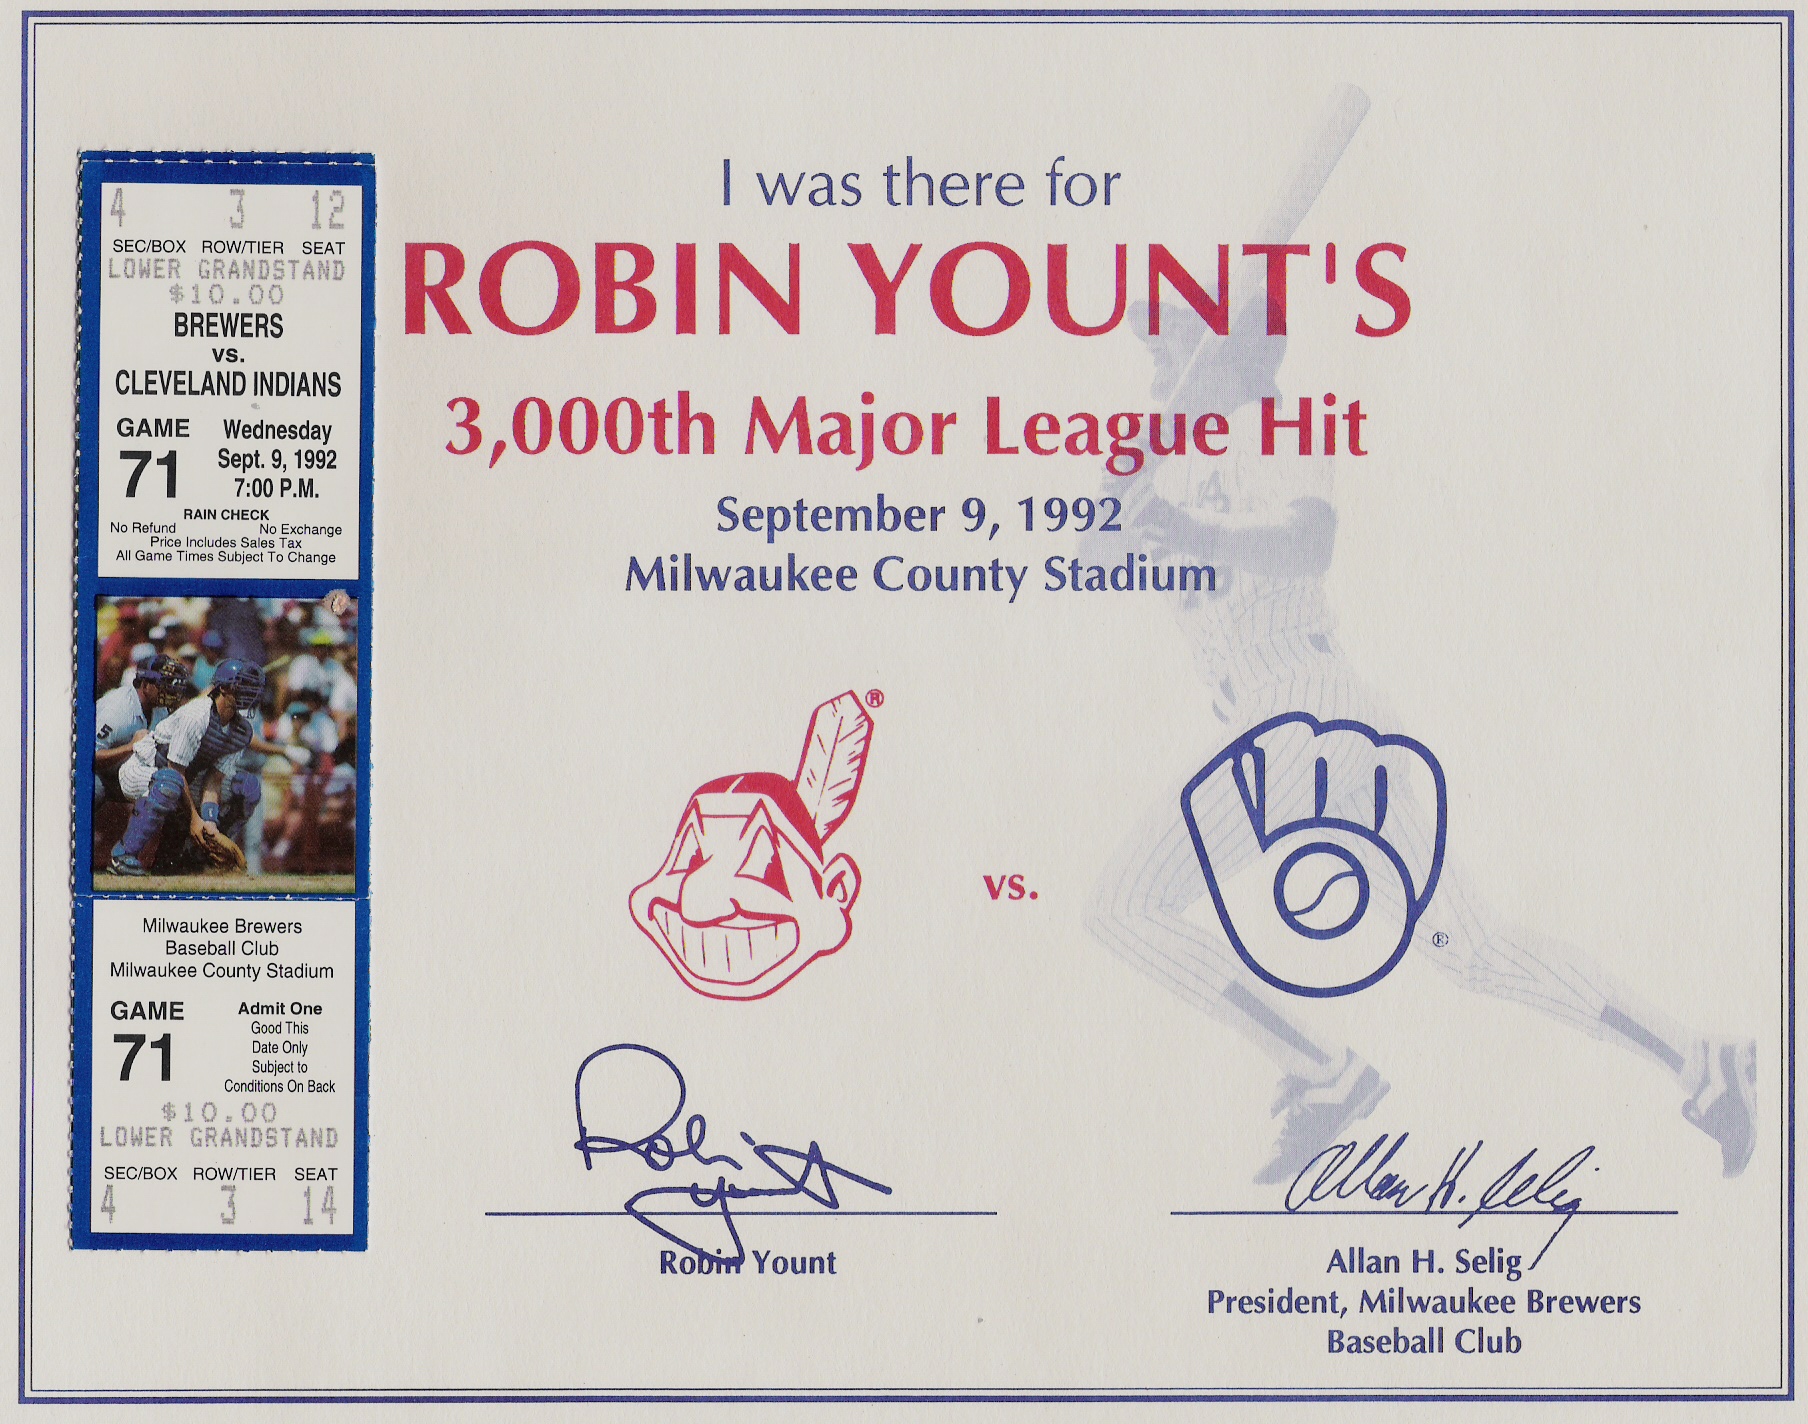 4 3 12
SEC/BOX ROW/TIER SEAT
LOWER GRANDSTAND
$10.00
BREWERS
vs.
CLEVELAND INDIANS
GAME
71
Wednesday
Sept. 9, 1992
7:00 P.M.
RAIN CHECK
No Refund No Exchange
Price Includes Sales Tax
All Game Times Subject To Change
5
Milwaukee Brewers
Baseball Club
Milwaukee County Stadium
GAME
71
Admit One
Good This
Date Only
Subject to
Conditions On Back
$10.00
LOWER GRANDSTAND
SEC/BOX ROW/TIER SEAT
4 3 14
I was there for
ROBIN YOUNT'S
3,000th Major League Hit
September 9, 1992
Milwaukee County Stadium
®
vs.
m
b
®
Robin Yount
Robin Yount
Allan H. Selig
Allan H. Selig
President, Milwaukee Brewers
Baseball Club